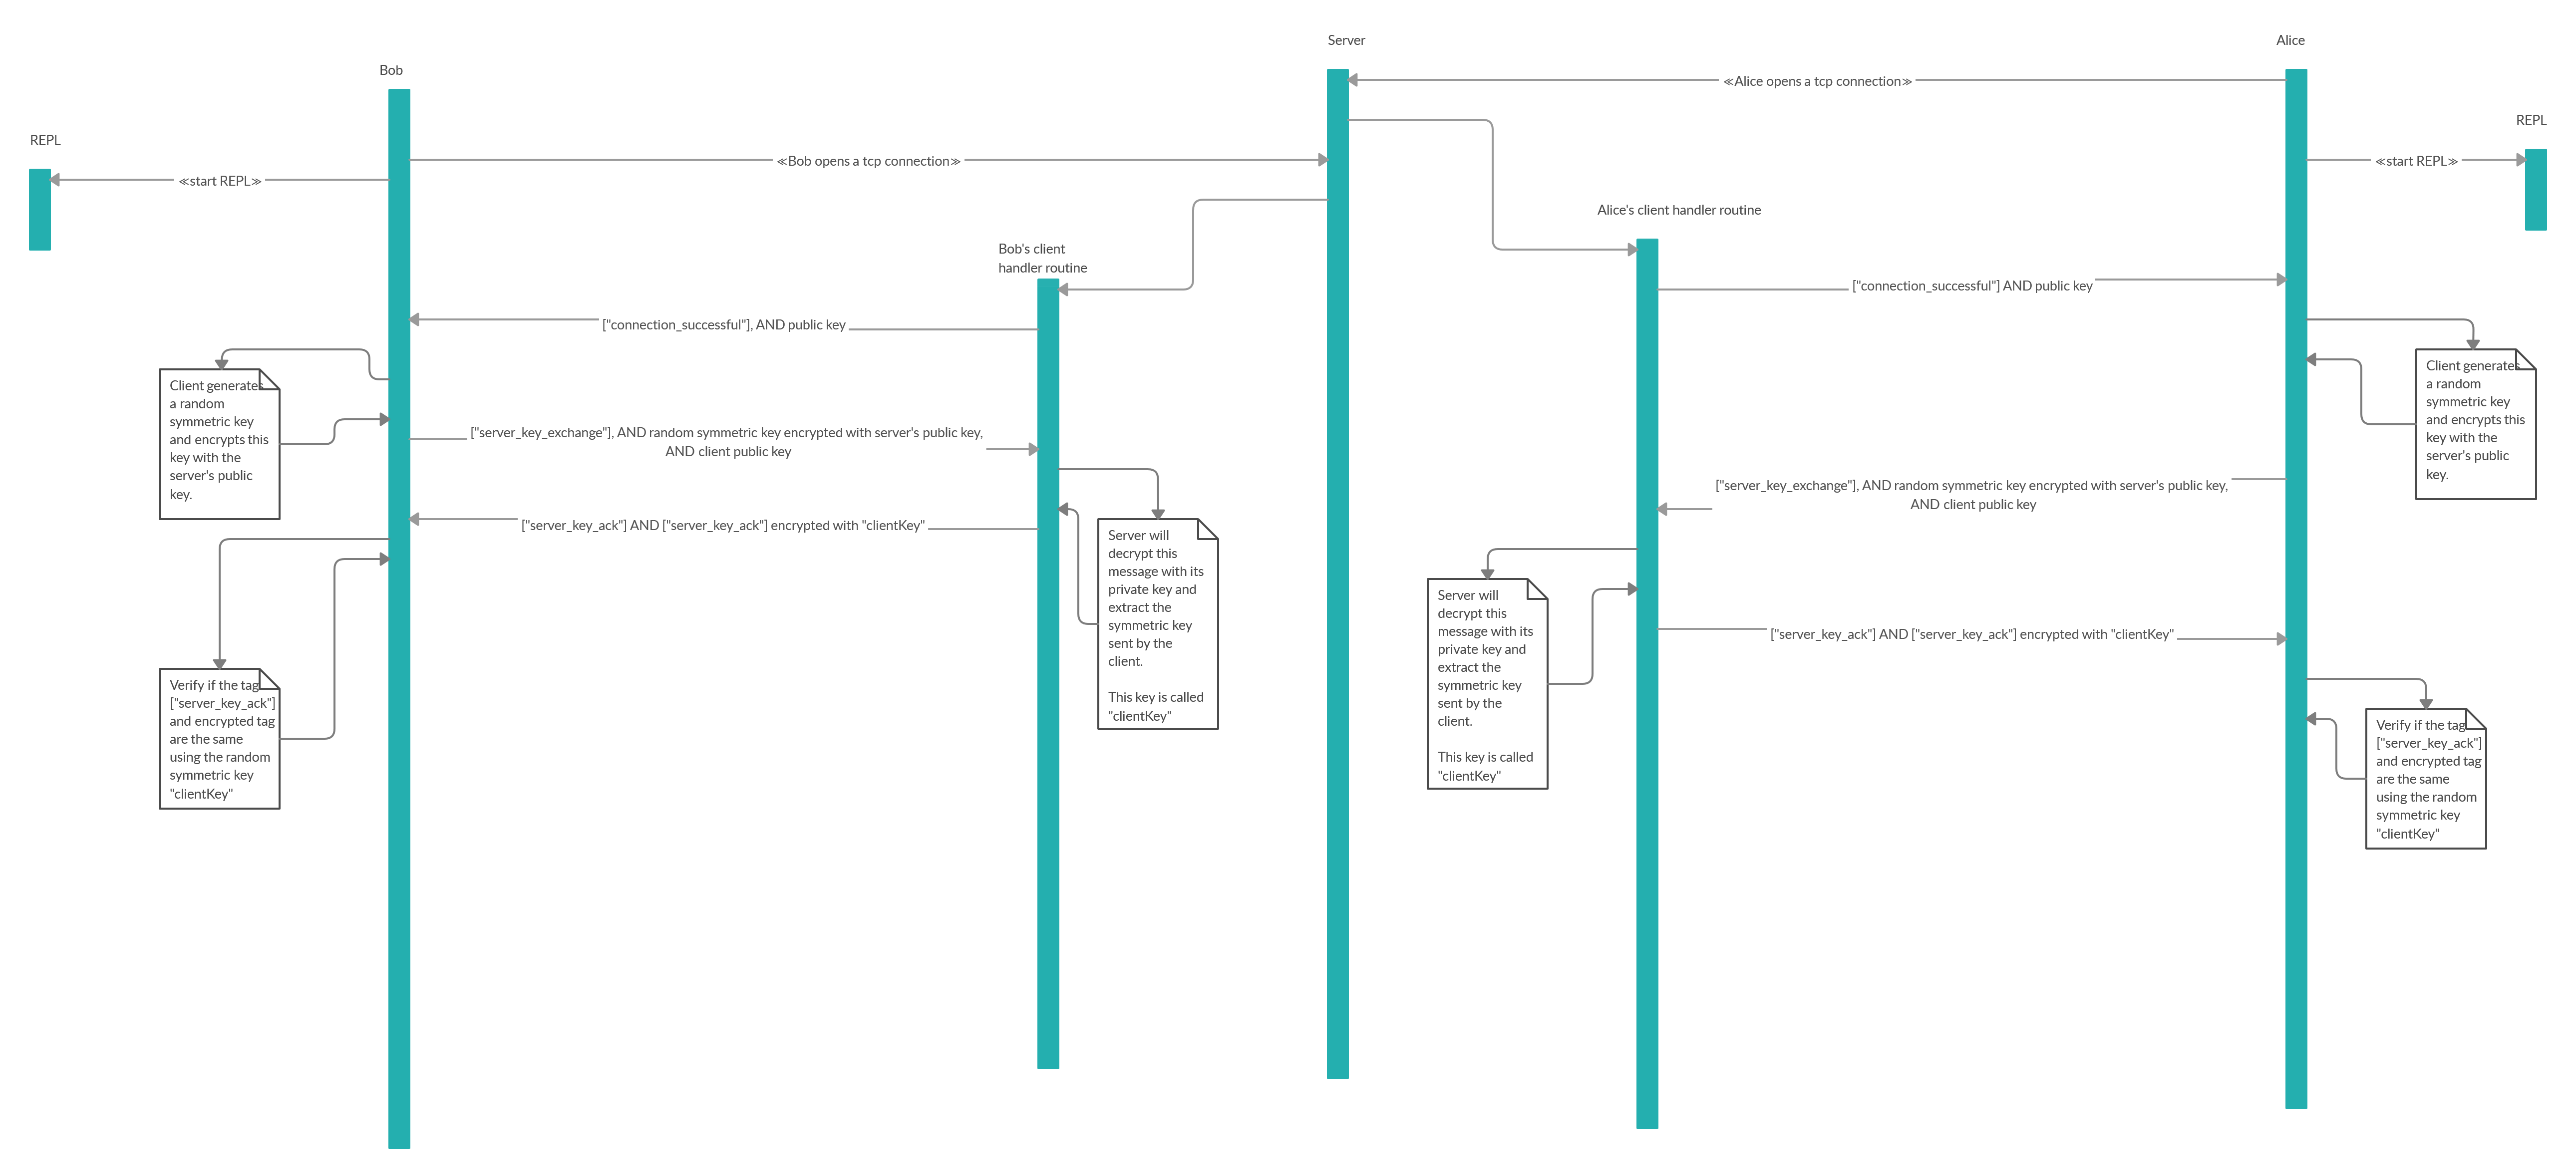 Server
Alice
Bob
≪Alice opens a tcp connection≫
REPL
REPL
≪Bob opens a tcp connection≫
≪start REPL≫
≪start REPL≫
Alice's client handler routine
Bob's client
handler routine
["connection_successful"] AND public key
["connection_successful"], AND public key
Client generates
a random
symmetric key
and encrypts this
key with the
server's public
key.
Client generates
a random
symmetric key
and encrypts this
key with the
server's public
key.
["server_key_exchange"], AND random symmetric key encrypted with server's public key,
AND client public key
["server_key_exchange"], AND random symmetric key encrypted with server's public key,
AND client public key
["server_key_ack"] AND ["server_key_ack"] encrypted with "clientKey"
Server will
decrypt this
message with its
private key and
extract the
symmetric key
sent by the
client.
This key is called
"clientKey"
Server will
decrypt this
message with its
private key and
extract the
symmetric key
sent by the
client.
This key is called
"clientKey"
["server_key_ack"] AND ["server_key_ack"] encrypted with "clientKey"
Verify if the tag
["server_key_ack"]
and encrypted tag
are the same
using the random
symmetric key
"clientKey"
Verify if the tag
["server_key_ack"]
and encrypted tag
are the same
using the random
symmetric key
"clientKey"